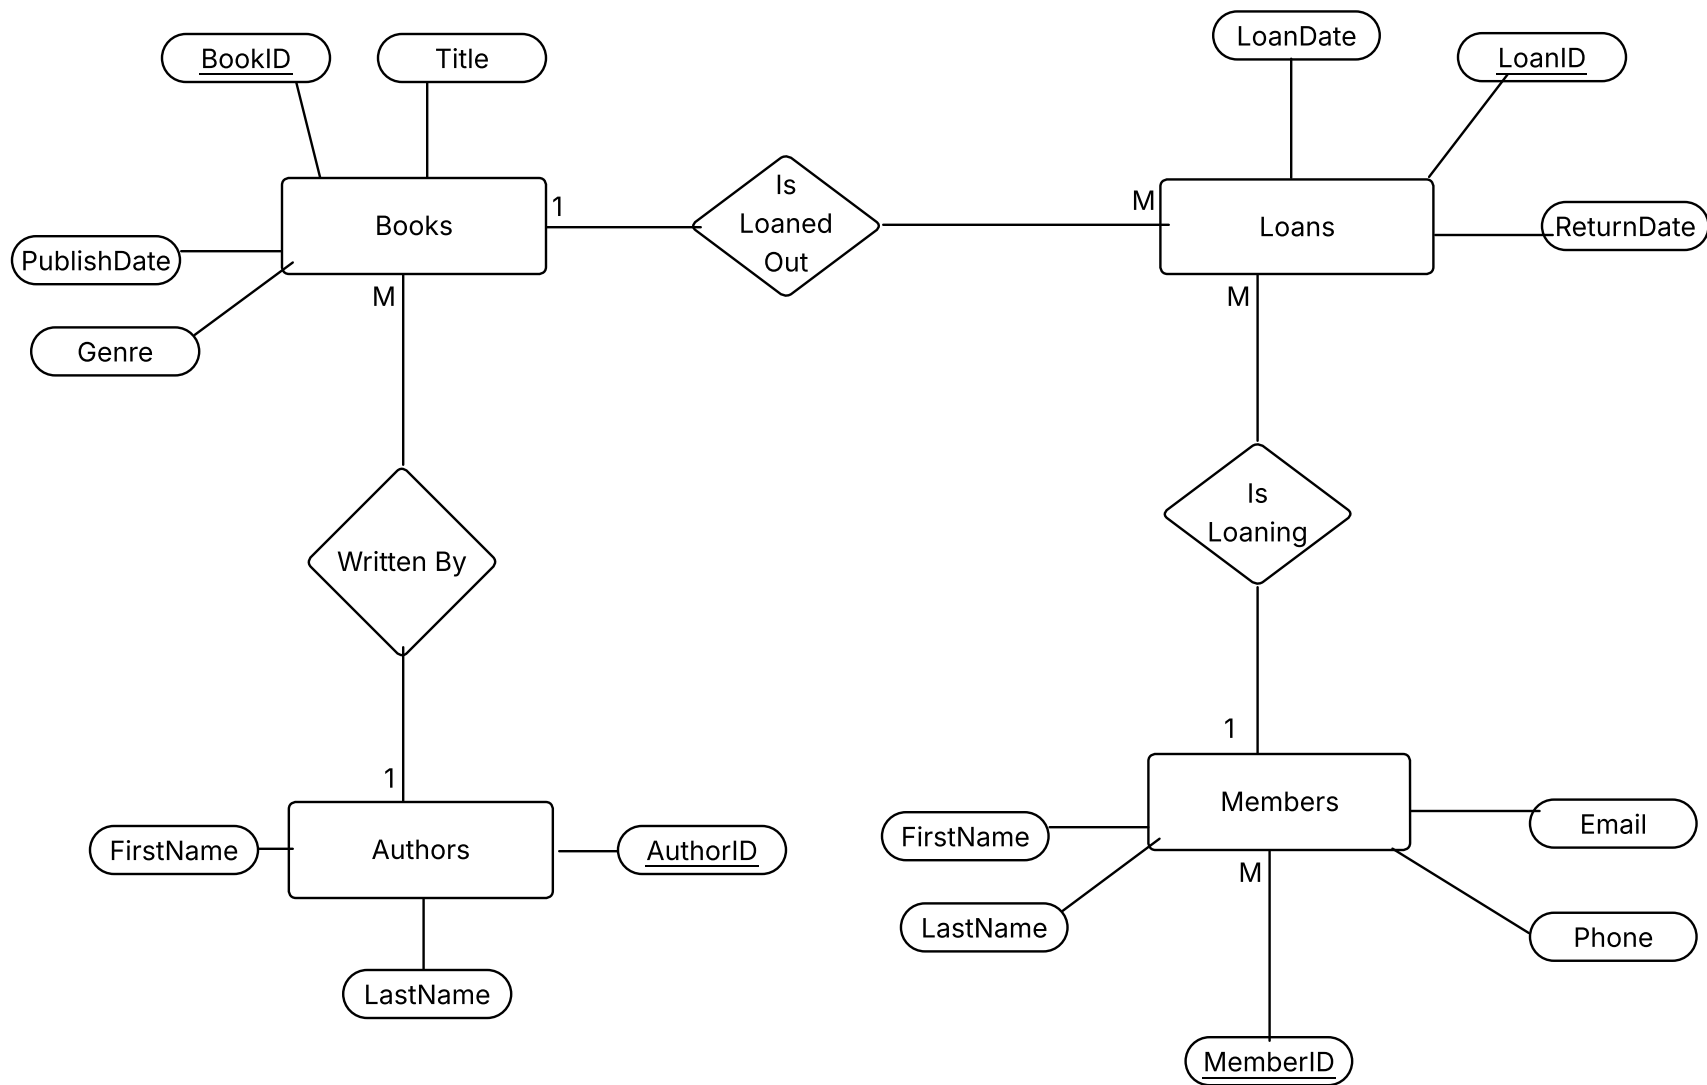 LoanDate
BookID
Title
LoanID
Is
Loaned
Out
1
M
Books
Loans
ReturnDate
PublishDate
M
M
Genre
Is
Loaning
Written By
1
1
Members
FirstName
Authors
AuthorID
FirstName
Email
M
LastName
Phone
LastName
MemberID